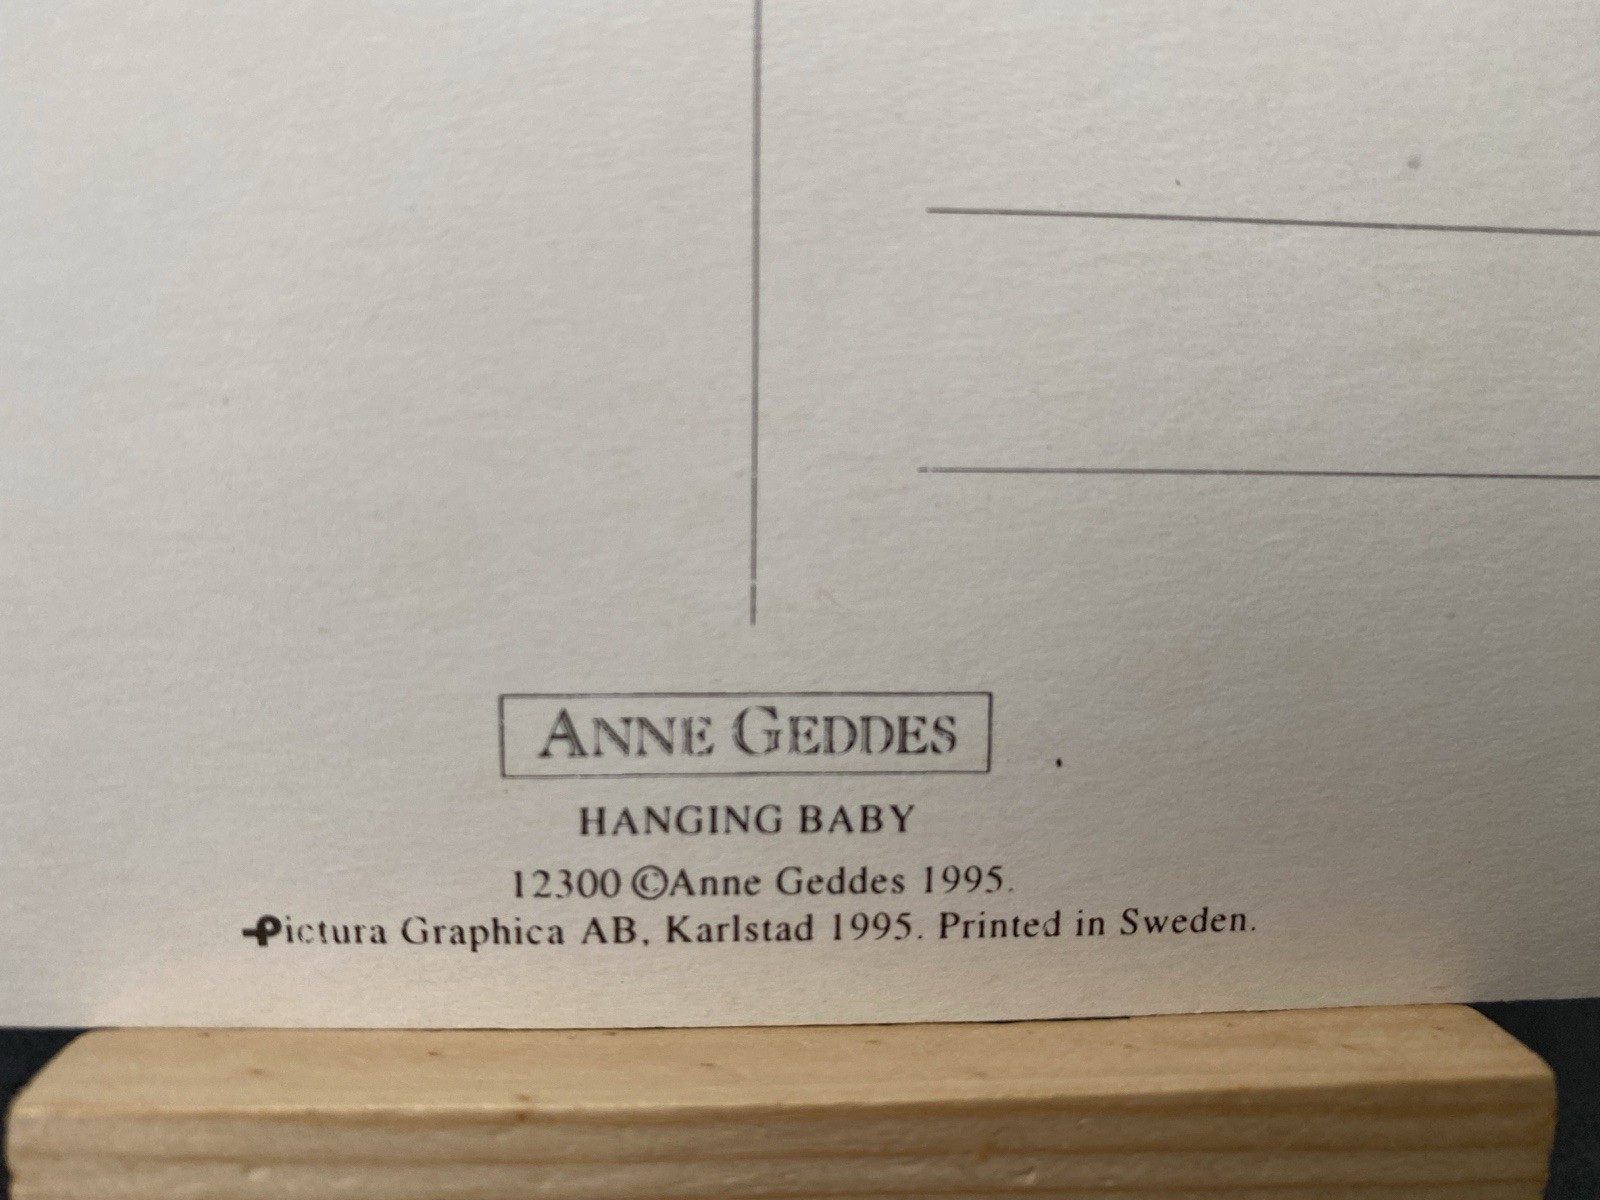 ANNE GEDDES
HANGING BABY
12300 ©Anne Geddes 1995.
Pictura Graphica AB, Karlstad 1995. Printed in Sweden.